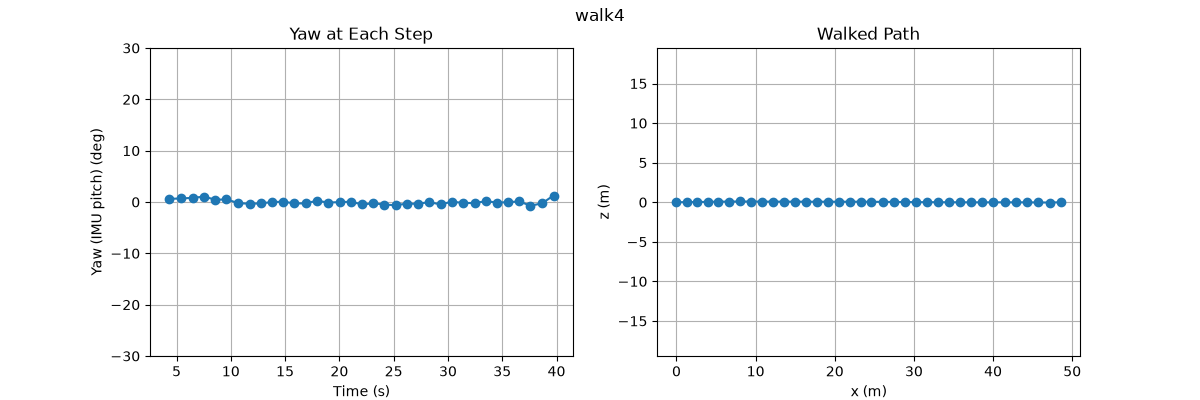 walk4
Yaw at Each Step
Yaw (IMU pitch) (deg)
30
20
10
0
−10
−20
−30
5 10 15 20 25 30 35 40
Time (s)
Walked Path
z (m)
15
10
5
0
−5
−10
−15
0 10 20 30 40 50
x (m)